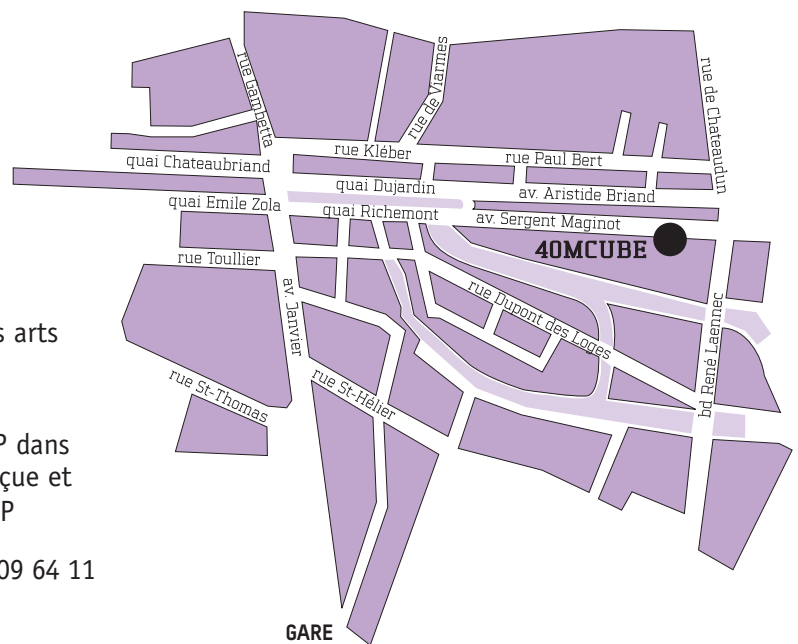 rue Gambetta
rue de Viarmes
rue de Chateaudun
rue Kléber
rue Paul Bert
quai Chateaubriand
quai Dujardin
av. Aristide Briand
quai Emile Zola
quai Richemont
av. Sergent Maginot
40MCUBE
rue Toullier
av. Janvier
rue Dupont des Loges
bd René Laennec
s arts
rue St-Thomas
rue St-Hélier
P dans
çue et
P
09 64 11
GARE